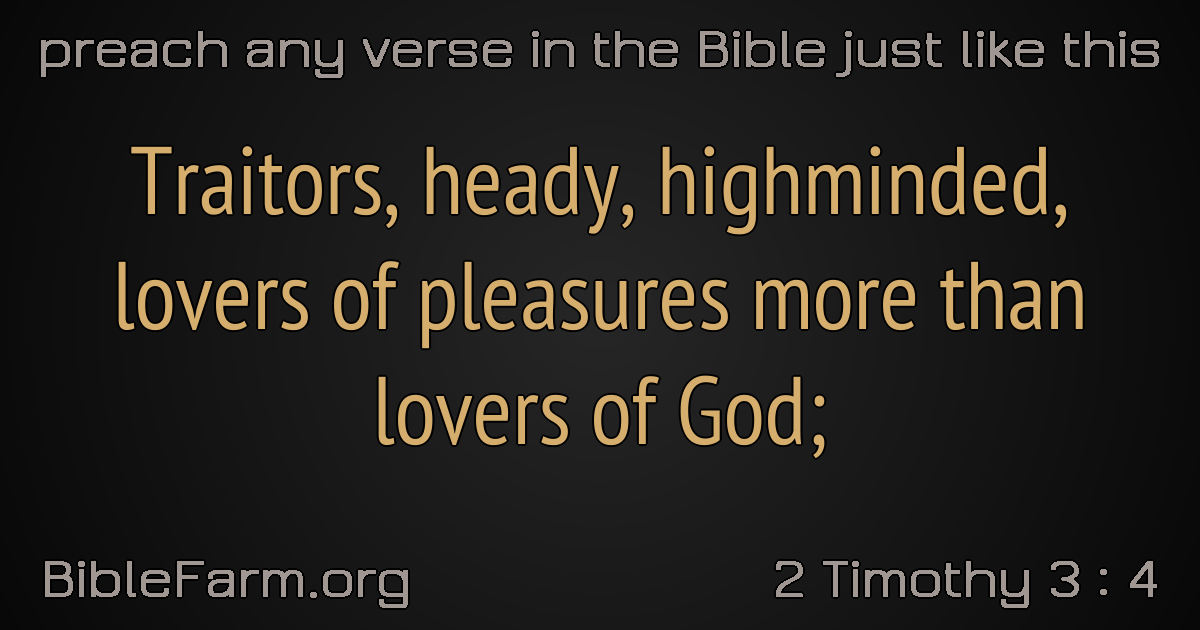 preach any verse in the Bible just like this
Traitors, heady, highminded,
lovers of pleasures more than
lovers of God;
BibleFarm.org
2 Timothy 3 : 4